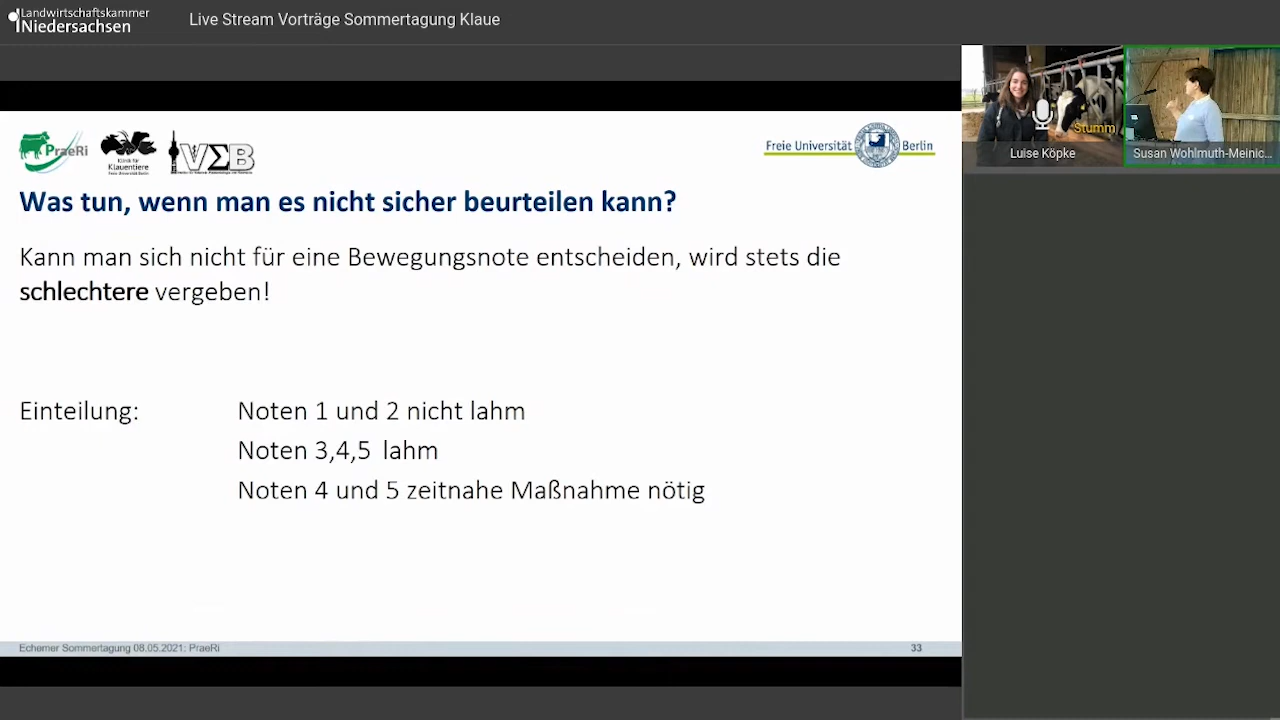 Landwirtschaftskammer
Niedersachsen
Live Stream Vorträge Sommertagung Klaue
Stumm
Luise Köpke
Susan Wohlmuth-Meinic...
PraeRi
Klinik für
Klauentiere
Freie Universität Berlin
VΣB
Freie Universität Berlin
Was tun, wenn man es nicht sicher beurteilen kann?
Kann man sich nicht für eine Bewegungsnote entscheiden, wird stets die
schlechtere vergeben!
Einteilung: Noten 1 und 2 nicht lahm
Noten 3,4,5 lahm
Noten 4 und 5 zeitnahe Maßnahme nötig
Echemer Sommertagung 08.05.2021: PraeRi 33